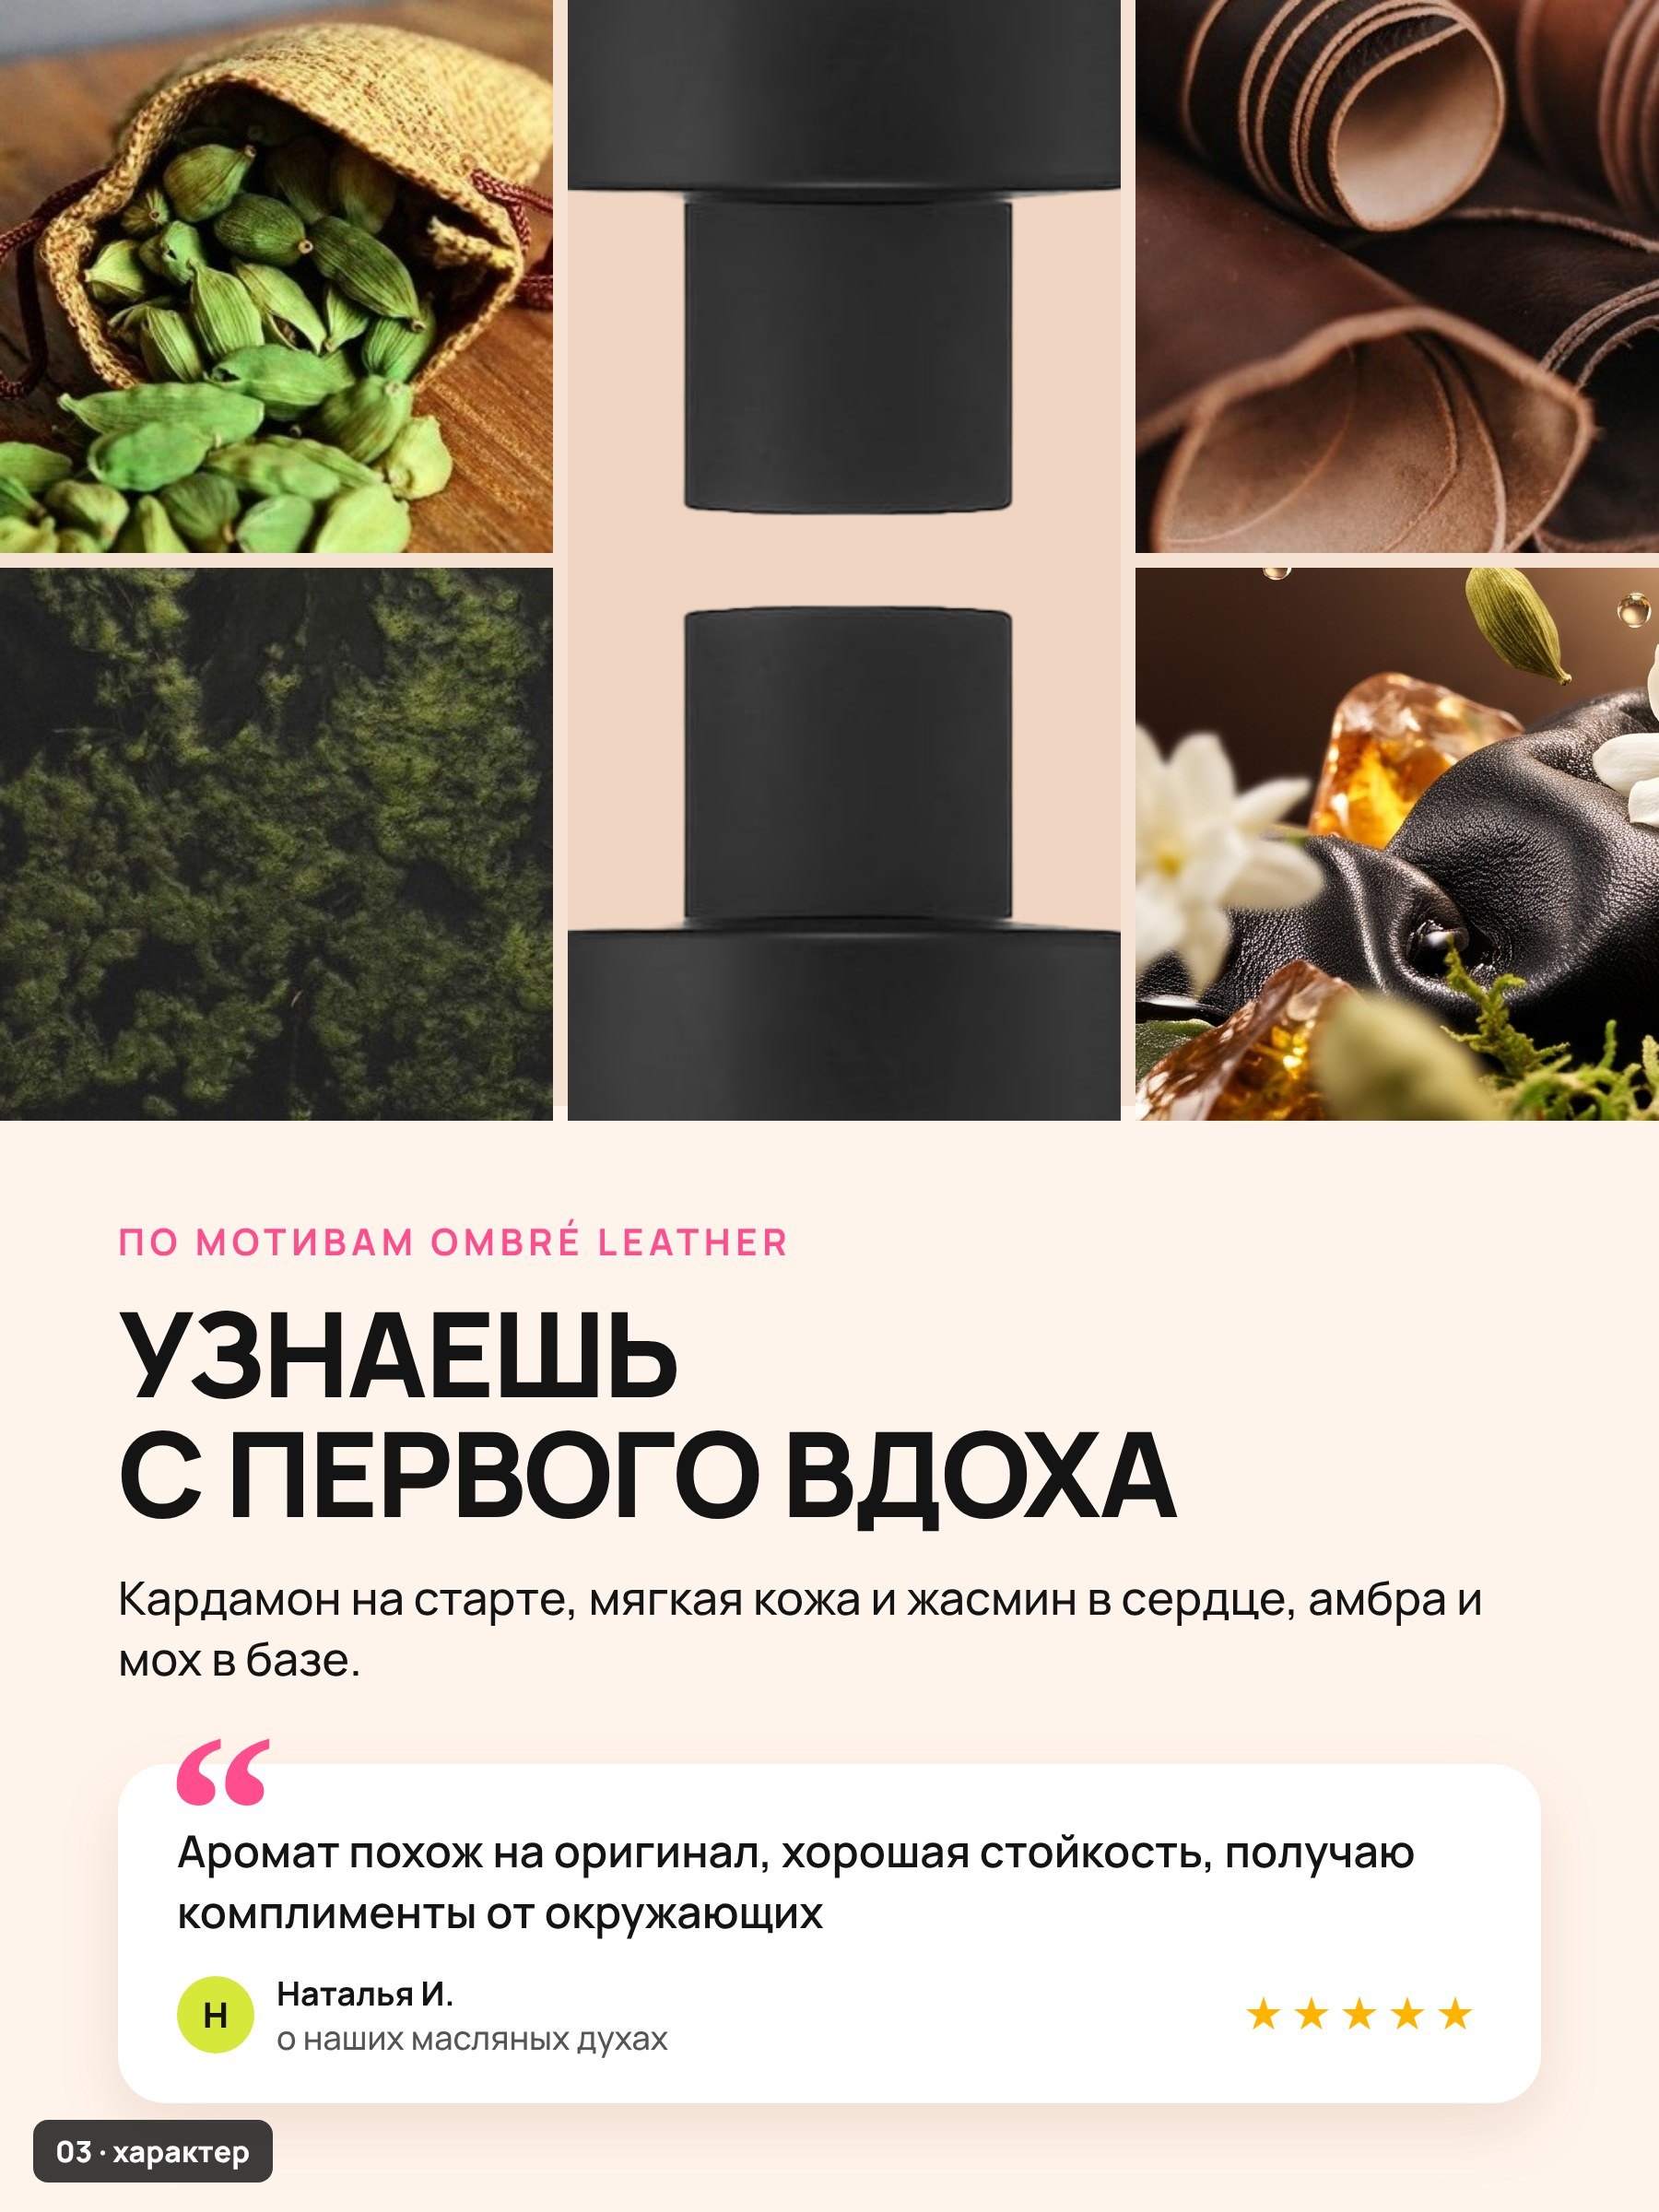 ПО МОТИВАМ OMBRÉ LEATHER
УЗНАЕШЬ
С ПЕРВОГО ВДОХА
Кардамон на старте, мягкая кожа и жасмин в сердце, амбра и
мох в базе.
“
Аромат похож на оригинал, хорошая стойкость, получаю
комплименты от окружающих
Н
Наталья И.
о наших масляных духах
★★★★★
03 · характер